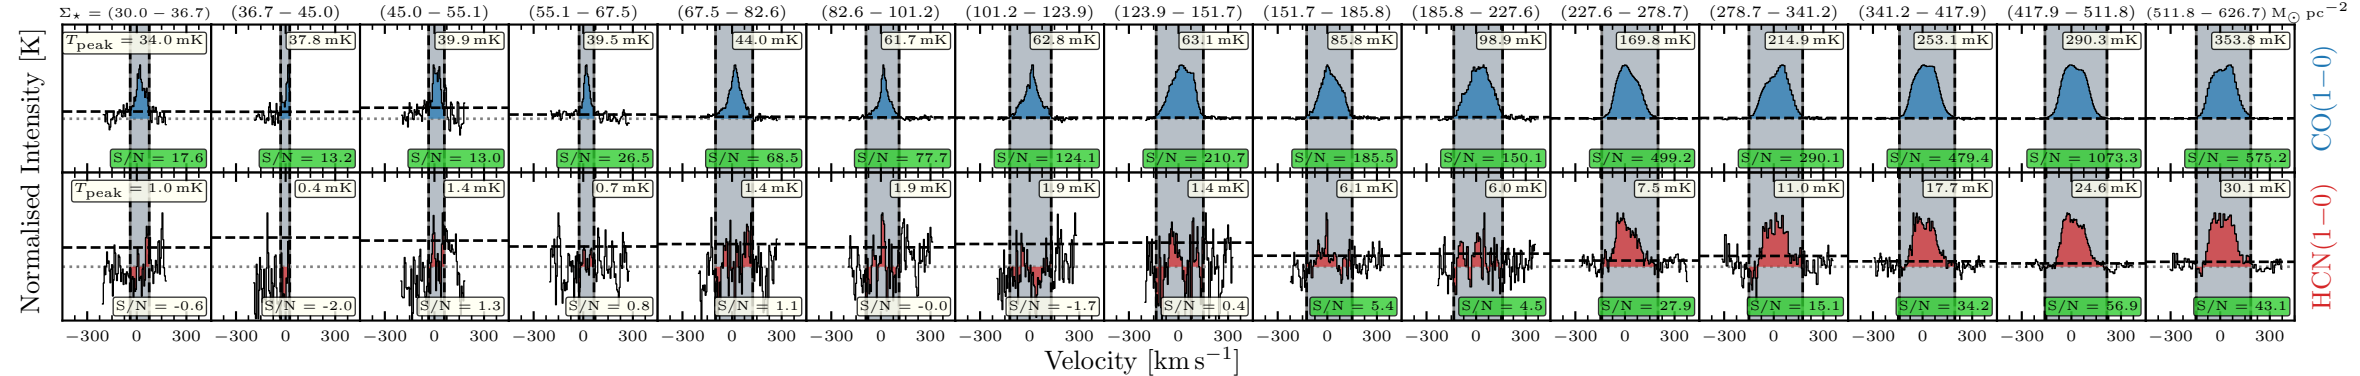 Σ⋆ = (30.0 − 36.7) (36.7 − 45.0) (45.0 − 55.1) (55.1 − 67.5) (67.5 − 82.6) (82.6 − 101.2) (101.2 − 123.9) (123.9 − 151.7) (151.7 − 185.8) (185.8 − 227.6) (227.6 − 278.7) (278.7 − 341.2) (341.2 − 417.9) (417.9 − 511.8) (511.8 − 626.7) M⊙ pc⁻²
Tpeak = 34.0 mK 37.8 mK 39.9 mK 39.5 mK 44.0 mK 61.7 mK 62.8 mK 63.1 mK 85.8 mK 98.9 mK 169.8 mK 214.9 mK 253.1 mK 290.3 mK 353.8 mK
S/N = 17.6 S/N = 13.2 S/N = 13.0 S/N = 26.5 S/N = 68.5 S/N = 77.7 S/N = 124.1 S/N = 210.7 S/N = 185.5 S/N = 150.1 S/N = 499.2 S/N = 290.1 S/N = 479.4 S/N = 1073.3 S/N = 575.2
CO(1−0)
Tpeak = 1.0 mK 0.4 mK 1.4 mK 0.7 mK 1.4 mK 1.9 mK 1.9 mK 1.4 mK 6.1 mK 6.0 mK 7.5 mK 11.0 mK 17.7 mK 24.6 mK 30.1 mK
S/N = -0.6 S/N = -2.0 S/N = 1.3 S/N = 0.8 S/N = 1.1 S/N = -0.0 S/N = -1.7 S/N = 0.4 S/N = 5.4 S/N = 4.5 S/N = 27.9 S/N = 15.1 S/N = 34.2 S/N = 56.9 S/N = 43.1
HCN(1−0)
Normalised Intensity [K]
−300 0 300 −300 0 300 −300 0 300 −300 0 300 −300 0 300 −300 0 300 −300 0 300 −300 0 300 −300 0 300 −300 0 300 −300 0 300 −300 0 300 −300 0 300 −300 0 300 −300 0 300
Velocity [km s⁻¹]